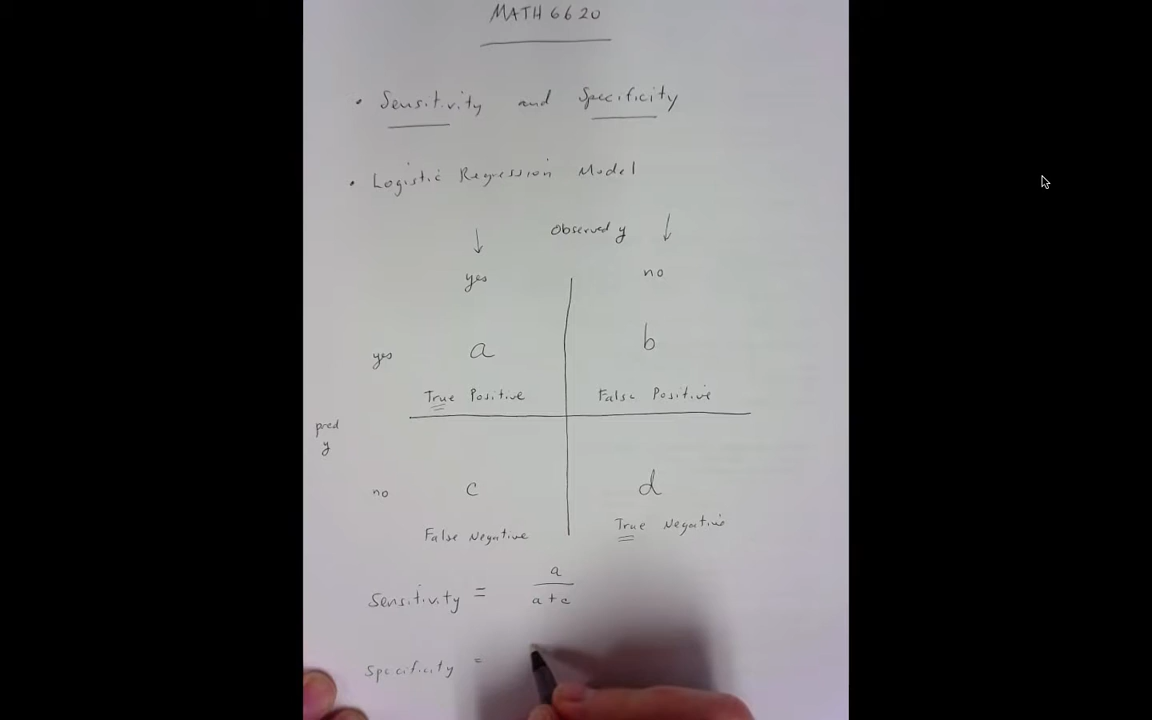 MATH 6620
• Sensitivity and Specificity
• Logistic Regression Model
Observed y
yes no
yes a b
True Positive False Positive
pred
y
no c d
False Negative True Negative
Sensitivity = a
a + c
Specificity =